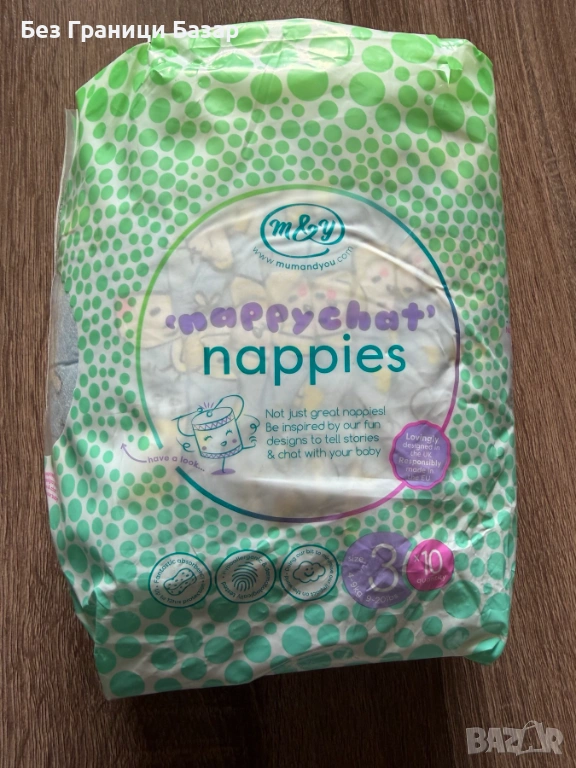 Без Граници Базар
m&y
www.mumandyou.com
'nappychat'
nappies
Not just great nappies!
Be inspired by our fun
designs to tell stories
& chat with your baby
have a look...
Lovingly
designed in
the UK
Responsibly
3
10
BAZAR